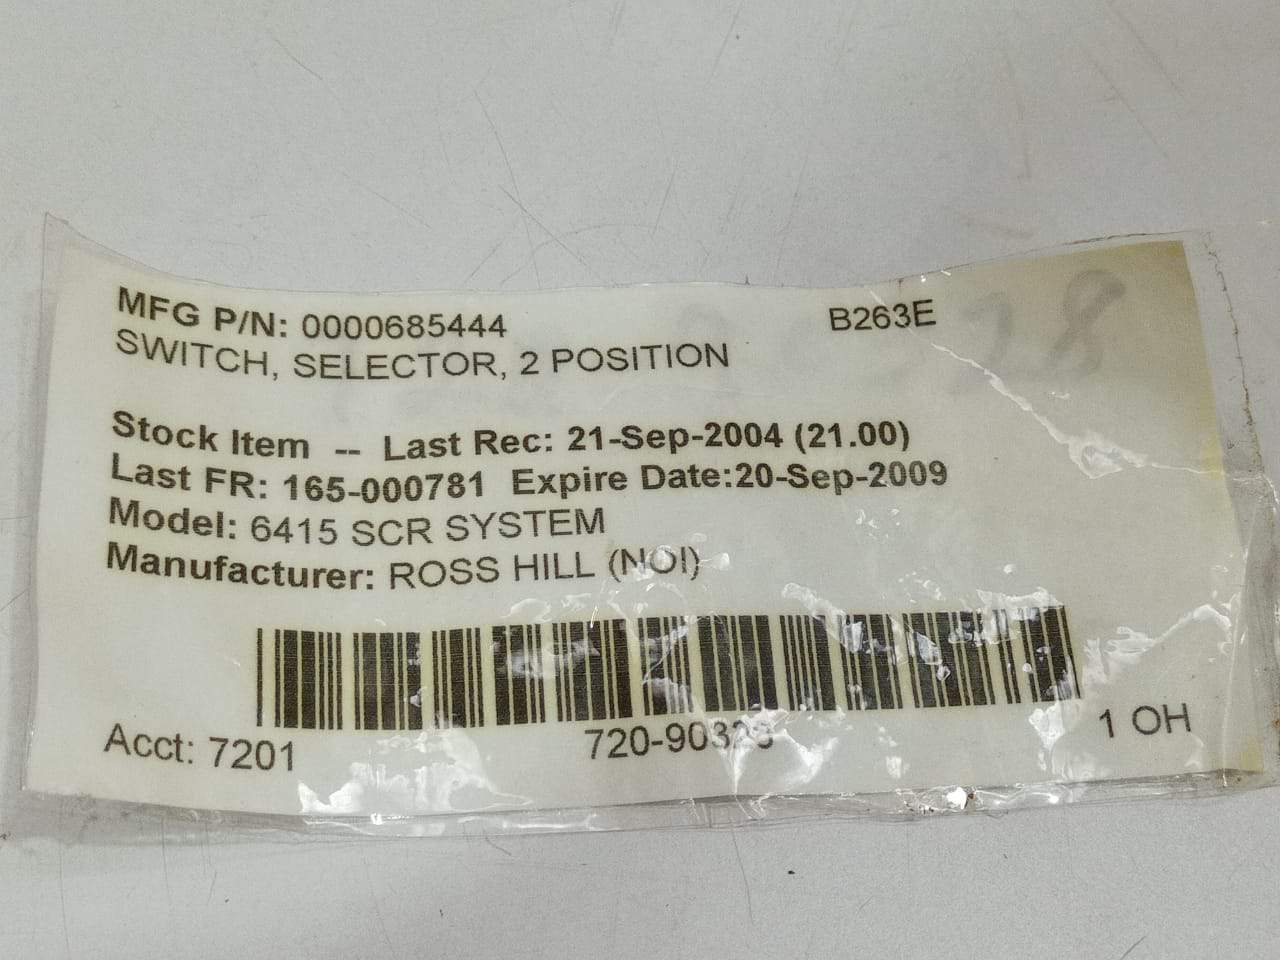 MFG P/N: 0000685444 B263E
SWITCH, SELECTOR, 2 POSITION
Stock Item -- Last Rec: 21-Sep-2004 (21.00)
Last FR: 165-000781 Expire Date:20-Sep-2009
Model: 6415 SCR SYSTEM
Manufacturer: ROSS HILL (NOI)
Acct: 7201 1 OH